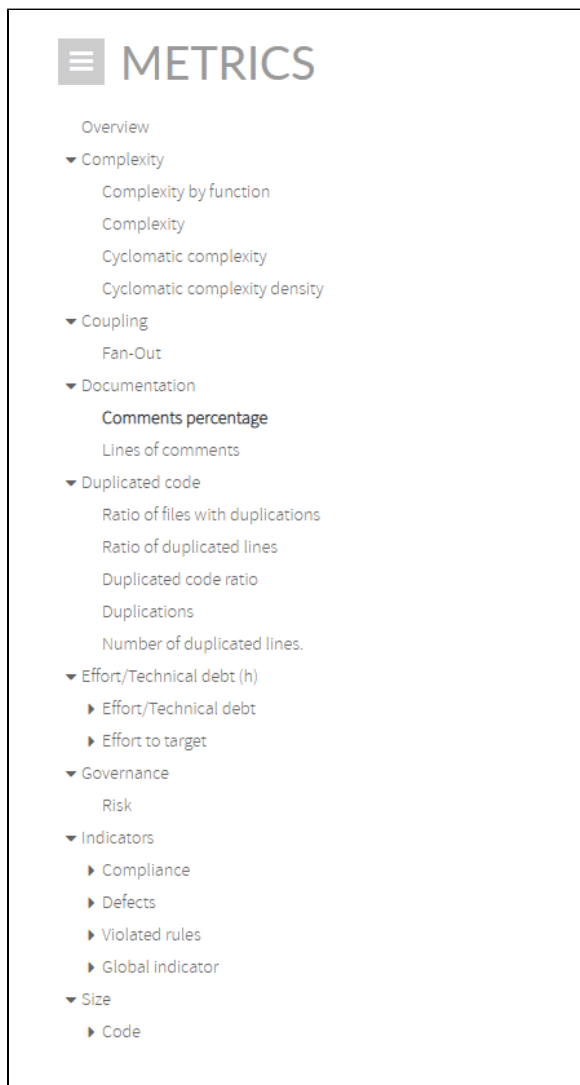 METRICS
Overview
Complexity
Complexity by function
Complexity
Cyclomatic complexity
Cyclomatic complexity density
Coupling
Fan-Out
Documentation
Comments percentage
Lines of comments
Duplicated code
Ratio of files with duplications
Ratio of duplicated lines
Duplicated code ratio
Duplications
Number of duplicated lines.
Effort/Technical debt (h)
Effort/Technical debt
Effort to target
Governance
Risk
Indicators
Compliance
Defects
Violated rules
Global indicator
Size
Code